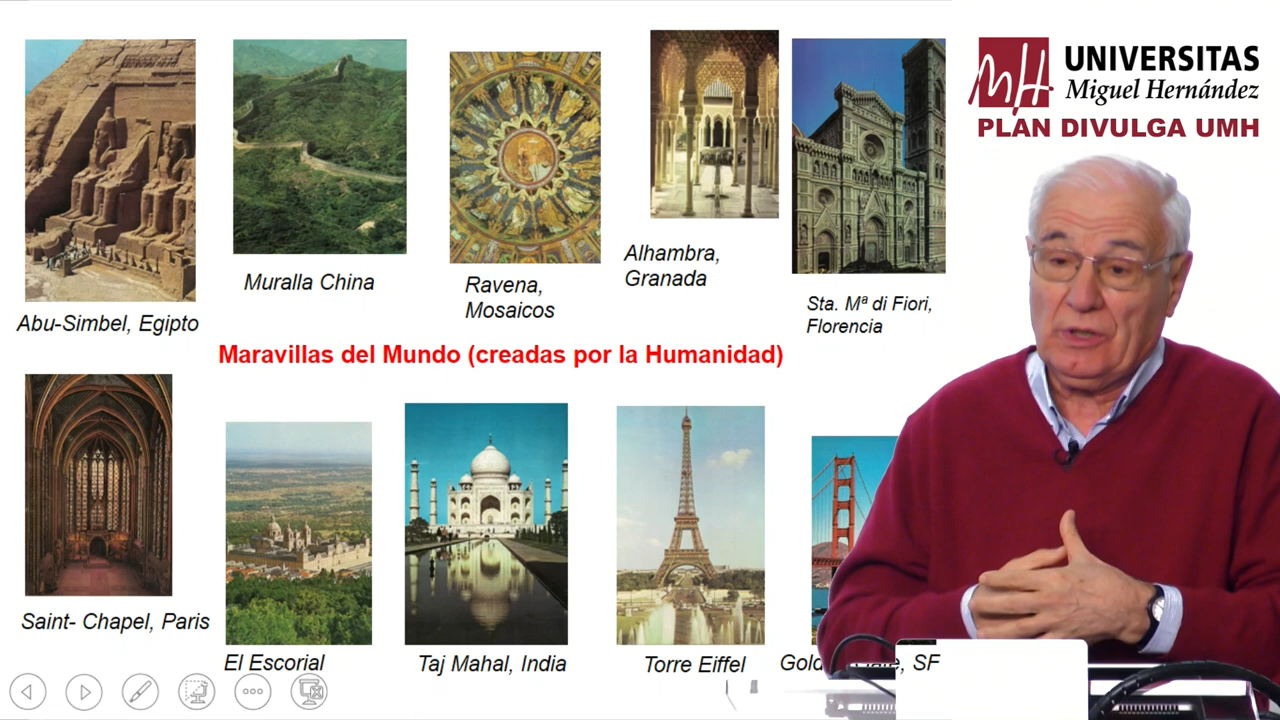 UNIVERSITAS
Miguel Hernández
PLAN DIVULGA UMH
Abu-Simbel, Egipto
Muralla China
Ravena,
Mosaicos
Alhambra,
Granada
Sta. Mª di Fiori,
Florencia
Maravillas del Mundo (creadas por la Humanidad)
Saint- Chapel, Paris
El Escorial
Taj Mahal, India
Torre Eiffel
SF